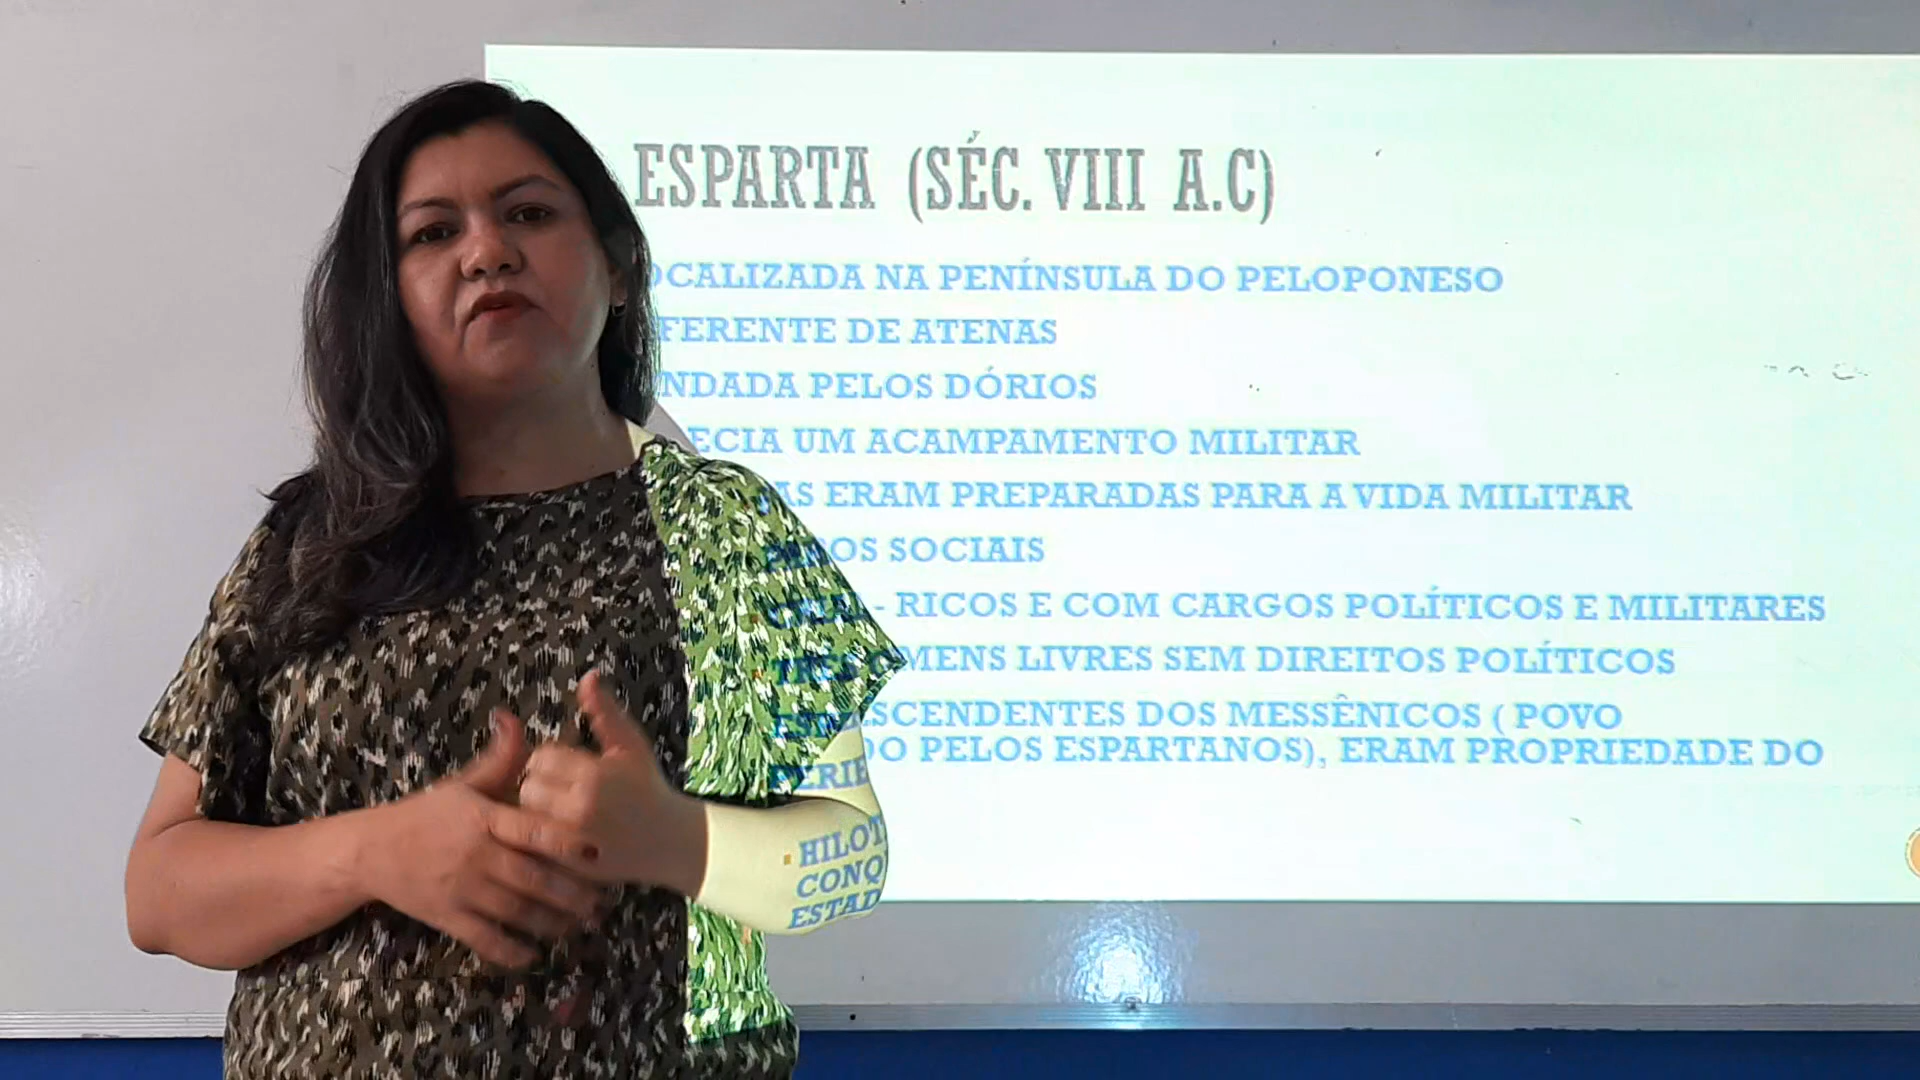 ESPARTA (SÉC. VIII A.C)
OCALIZADA NA PENÍNSULA DO PELOPONESO
FERENTE DE ATENAS
NDADA PELOS DÓRIOS
ECIA UM ACAMPAMENTO MILITAR
AS ERAM PREPARADAS PARA A VIDA MILITAR
OS SOCIAIS
- RICOS E COM CARGOS POLÍTICOS E MILITARES
MENS LIVRES SEM DIREITOS POLÍTICOS
SCENDENTES DOS MESSÊNICOS ( POVO
DO PELOS ESPARTANOS), ERAM PROPRIEDADE DO
PERIE
HILOT
CONQ
ESTAD